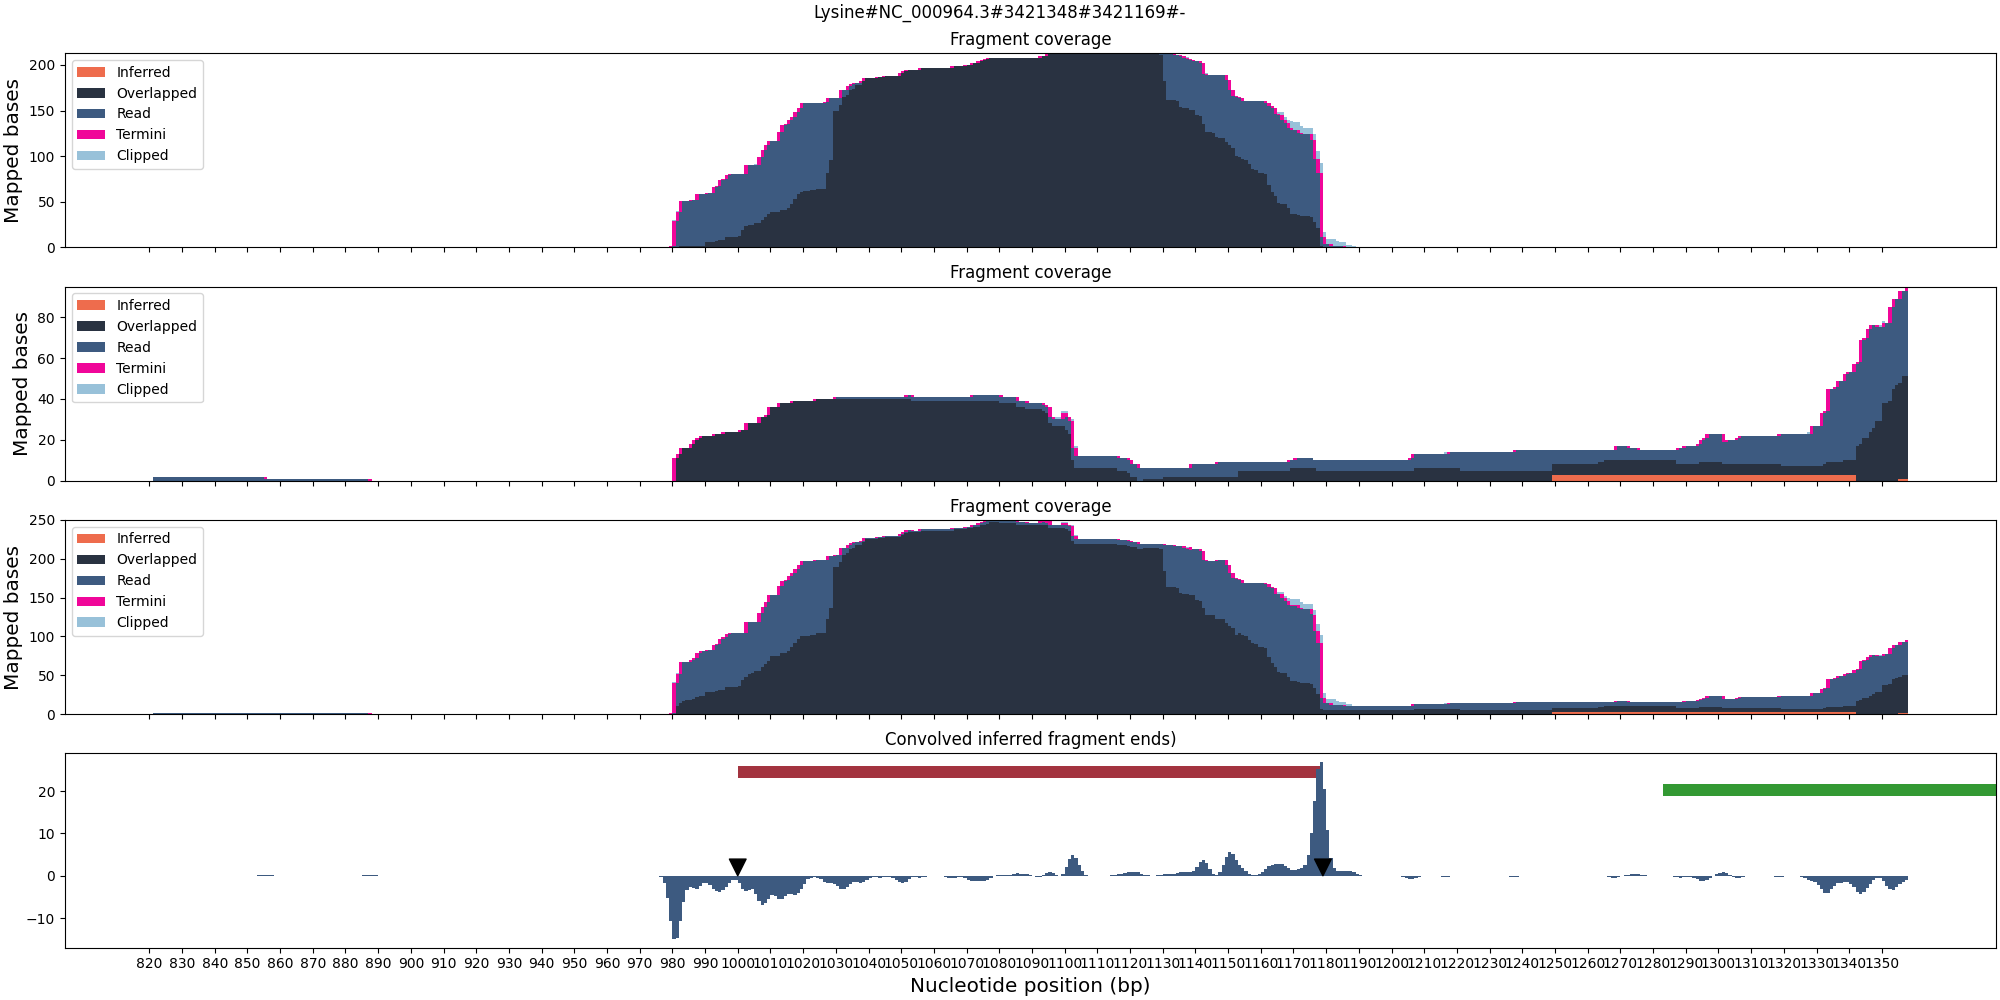 Lysine#NC_000964.3#3421348#3421169#-
Fragment coverage
Mapped bases
200
150
100
50
0
Inferred
Overlapped
Read
Termini
Clipped
Fragment coverage
Mapped bases
80
60
40
20
0
Inferred
Overlapped
Read
Termini
Clipped
Fragment coverage
Mapped bases
250
200
150
100
50
0
Inferred
Overlapped
Read
Termini
Clipped
Convolved inferred fragment ends)
20
10
0
−10
820 830 840 850 860 870 880 890 900 910 920 930 940 950 960 970 980 990 1000 1010 1020 1030 1040 1050 1060 1070 1080 1090 1100 1110 1120 1130 1140 1150 1160 1170 1180 1190 1200 1210 1220 1230 1240 1250 1260 1270 1280 1290 1300 1310 1320 1330 1340 1350
Nucleotide position (bp)